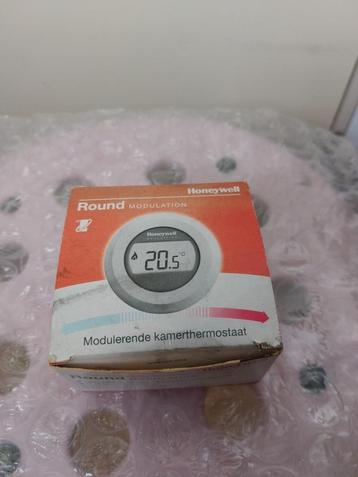 Honeywell
Round MODULATION
Honeywell
20.5°
Modulerende kamerthermostaat
Round